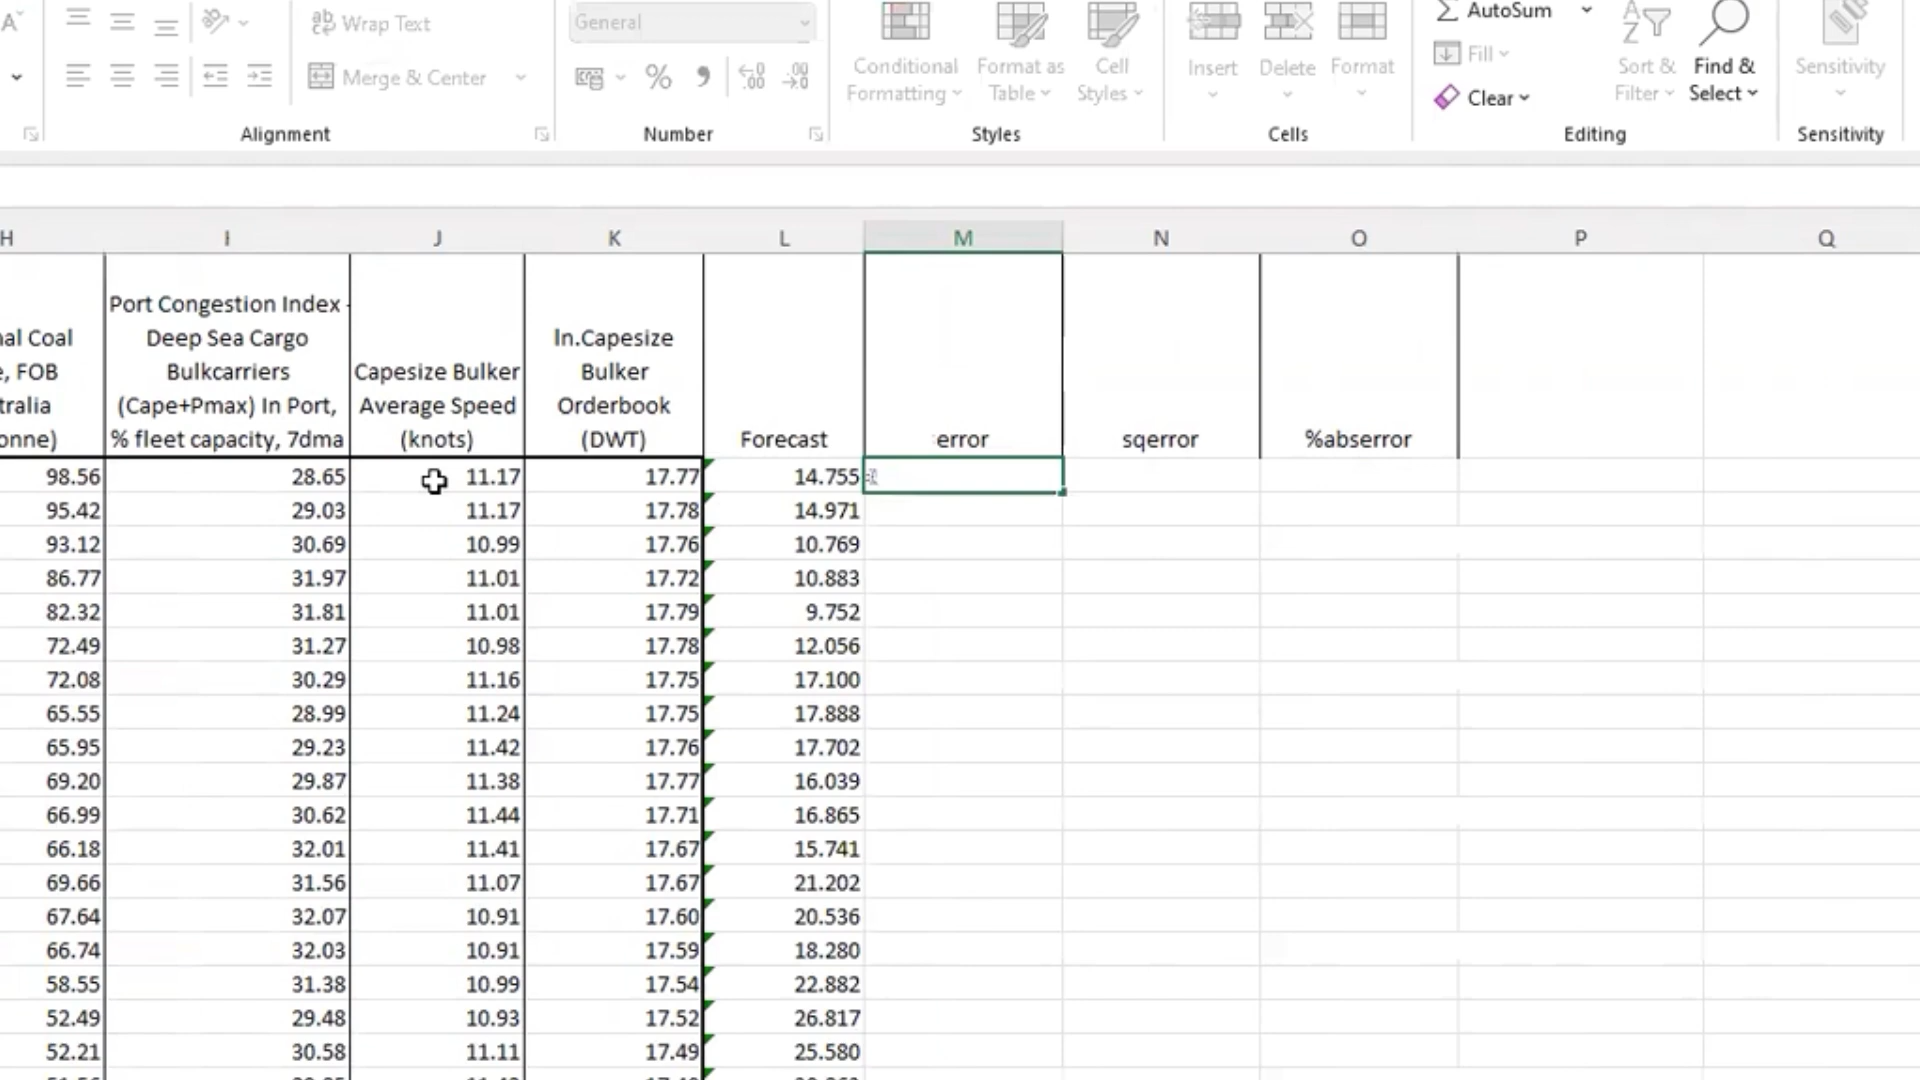 Wrap Text
General
AutoSum
Fill
Merge & Center
%
Conditional
Formatting
Format as
Table
Cell
Styles
Insert
Delete
Format
Clear
Sort &
Filter
Find &
Select
Sensitivity
Alignment
Number
Styles
Cells
Editing
Sensitivity
H I J K L M N O P Q
nal Coal
e, FOB
tralia
onne)
Port Congestion Index -
Deep Sea Cargo
Bulkcarriers
(Cape+Pmax) In Port,
% fleet capacity, 7dma
Capesize Bulker
Average Speed
(knots)
ln.Capesize
Bulker
Orderbook
(DWT)
Forecast
error
sqerror
%abserror
98.56 28.65 11.17 17.77 14.755
95.42 29.03 11.17 17.78 14.971
93.12 30.69 10.99 17.76 10.769
86.77 31.97 11.01 17.72 10.883
82.32 31.81 11.01 17.79 9.752
72.49 31.27 10.98 17.78 12.056
72.08 30.29 11.16 17.75 17.100
65.55 28.99 11.24 17.75 17.888
65.95 29.23 11.42 17.76 17.702
69.20 29.87 11.38 17.77 16.039
66.99 30.62 11.44 17.71 16.865
66.18 32.01 11.41 17.67 15.741
69.66 31.56 11.07 17.67 21.202
67.64 32.07 10.91 17.60 20.536
66.74 32.03 10.91 17.59 18.280
58.55 31.38 10.99 17.54 22.882
52.49 29.48 10.93 17.52 26.817
52.21 30.58 11.11 17.49 25.580